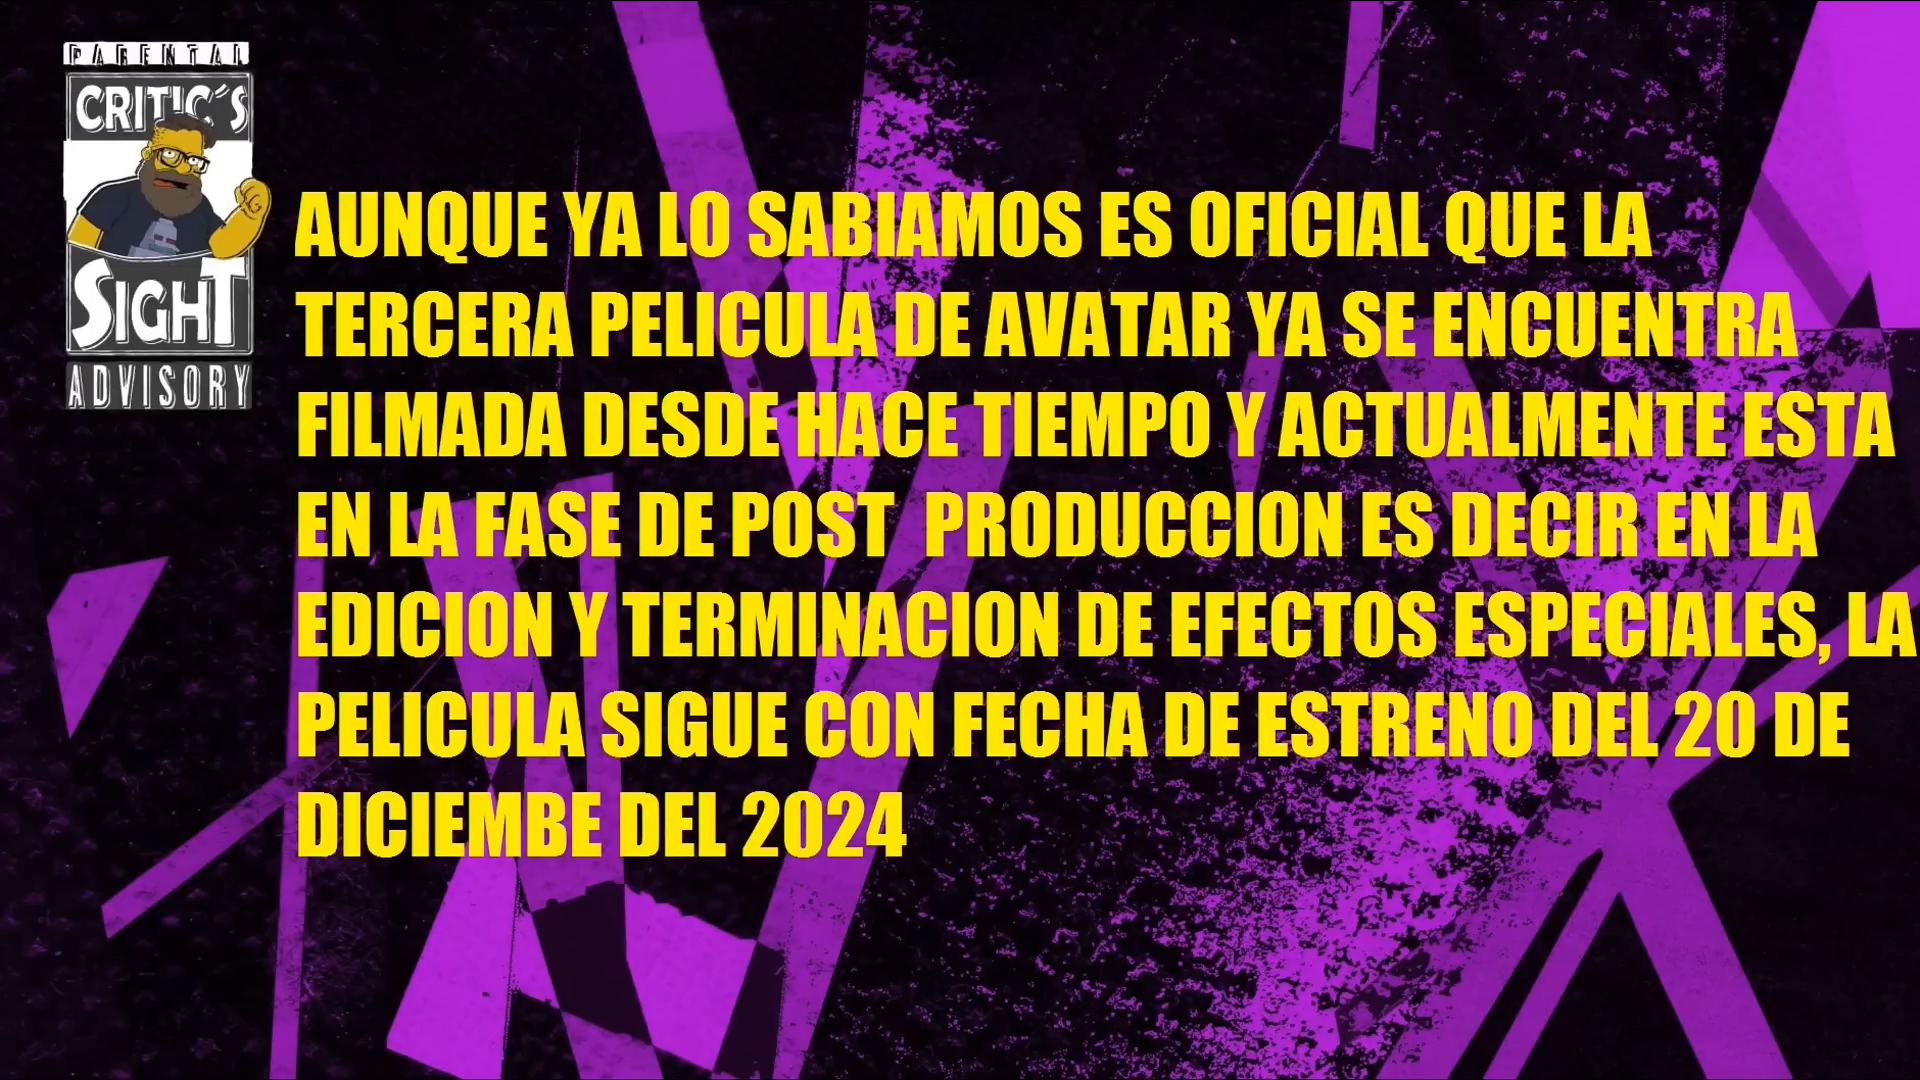 PARENTAL
CRITIC´S
SIGHT
ADVISORY
AUNQUE YA LO SABIAMOS ES OFICIAL QUE LA
TERCERA PELICULA DE AVATAR YA SE ENCUENTRA
FILMADA DESDE HACE TIEMPO Y ACTUALMENTE ESTA
EN LA FASE DE POST  PRODUCCION ES DECIR EN LA
EDICION Y TERMINACION DE EFECTOS ESPECIALES, LA
PELICULA SIGUE CON FECHA DE ESTRENO DEL 20 DE
DICIEMBE DEL 2024